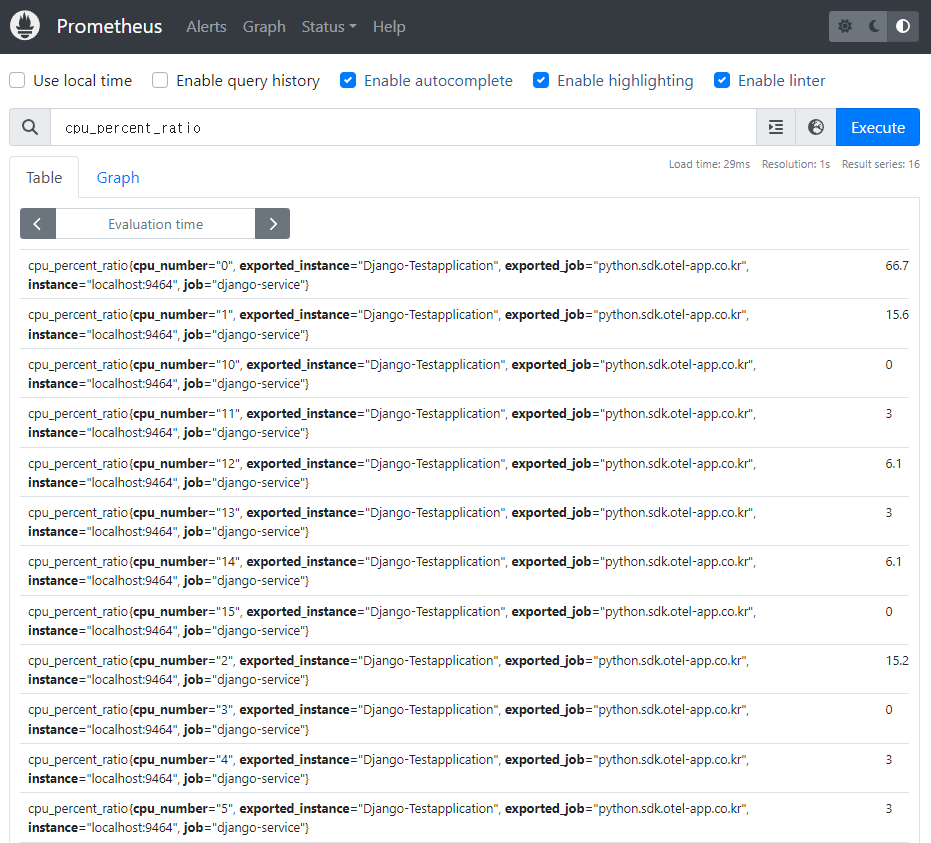 Prometheus Alerts Graph Status Help
Use local time Enable query history Enable autocomplete Enable highlighting Enable linter
cpu_percent_ratio Execute
Load time: 29ms Resolution: 1s Result series: 16
Table Graph
Evaluation time
cpu_percent_ratio{cpu_number="0", exported_instance="Django-Testapplication", exported_job="python.sdk.otel-app.co.kr", 66.7
instance="localhost:9464", job="django-service"}
cpu_percent_ratio{cpu_number="1", exported_instance="Django-Testapplication", exported_job="python.sdk.otel-app.co.kr", 15.6
instance="localhost:9464", job="django-service"}
cpu_percent_ratio{cpu_number="10", exported_instance="Django-Testapplication", exported_job="python.sdk.otel-app.co.kr", 0
instance="localhost:9464", job="django-service"}
cpu_percent_ratio{cpu_number="11", exported_instance="Django-Testapplication", exported_job="python.sdk.otel-app.co.kr", 3
instance="localhost:9464", job="django-service"}
cpu_percent_ratio{cpu_number="12", exported_instance="Django-Testapplication", exported_job="python.sdk.otel-app.co.kr", 6.1
instance="localhost:9464", job="django-service"}
cpu_percent_ratio{cpu_number="13", exported_instance="Django-Testapplication", exported_job="python.sdk.otel-app.co.kr", 3
instance="localhost:9464", job="django-service"}
cpu_percent_ratio{cpu_number="14", exported_instance="Django-Testapplication", exported_job="python.sdk.otel-app.co.kr", 6.1
instance="localhost:9464", job="django-service"}
cpu_percent_ratio{cpu_number="15", exported_instance="Django-Testapplication", exported_job="python.sdk.otel-app.co.kr", 0
instance="localhost:9464", job="django-service"}
cpu_percent_ratio{cpu_number="2", exported_instance="Django-Testapplication", exported_job="python.sdk.otel-app.co.kr", 15.2
instance="localhost:9464", job="django-service"}
cpu_percent_ratio{cpu_number="3", exported_instance="Django-Testapplication", exported_job="python.sdk.otel-app.co.kr", 0
instance="localhost:9464", job="django-service"}
cpu_percent_ratio{cpu_number="4", exported_instance="Django-Testapplication", exported_job="python.sdk.otel-app.co.kr", 3
instance="localhost:9464", job="django-service"}
cpu_percent_ratio{cpu_number="5", exported_instance="Django-Testapplication", exported_job="python.sdk.otel-app.co.kr", 3
instance="localhost:9464", job="django-service"}